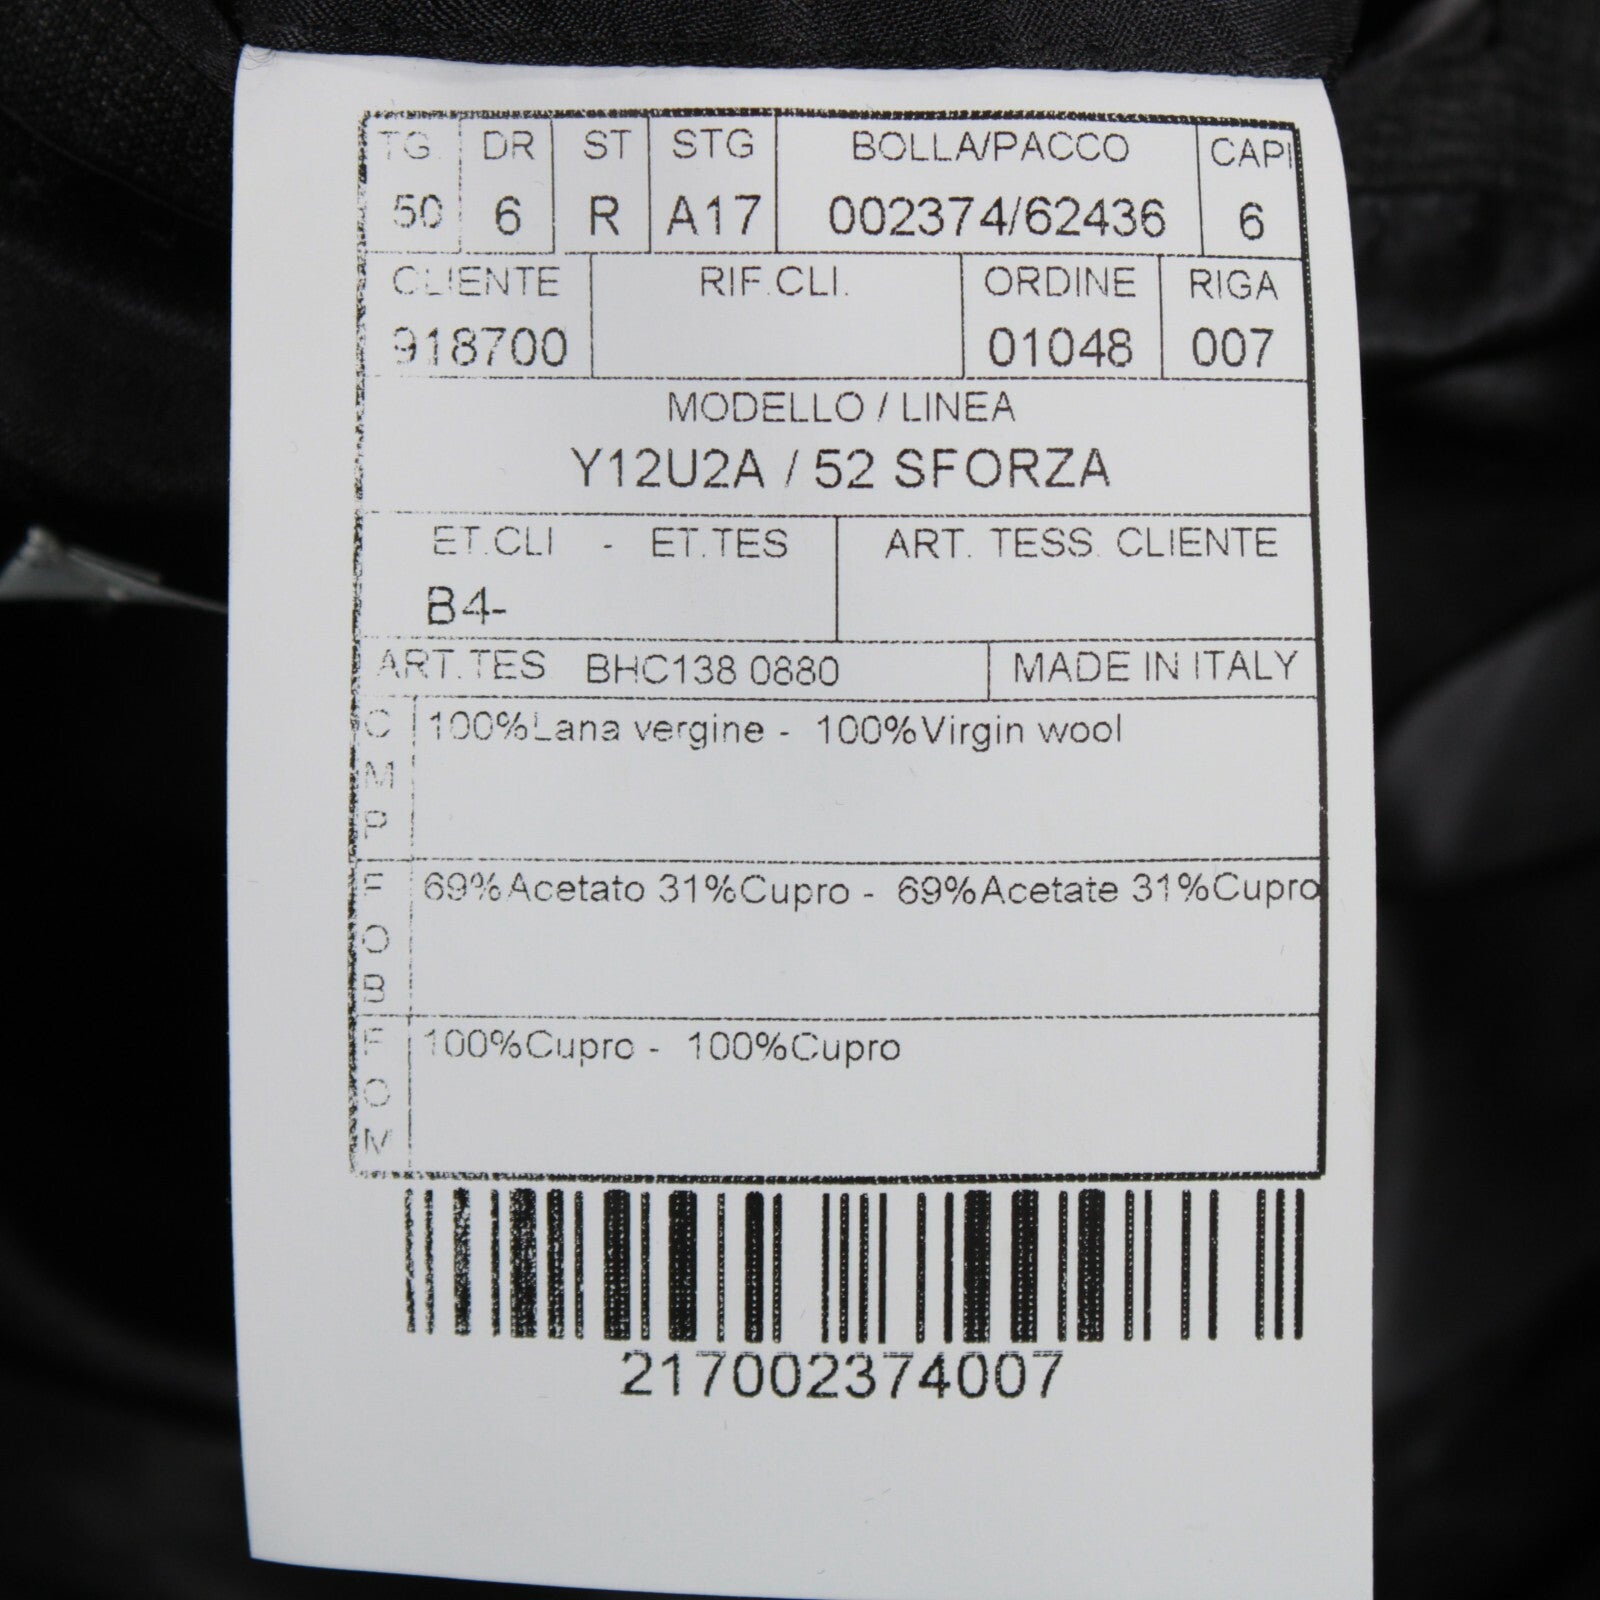 TG. DR ST STG BOLLA/PACCO CAPI
50 6 R A17 002374/62436 6
CLIENTE RIF.CLI. ORDINE RIGA
918700 01048 007
MODELLO / LINEA
Y12U2A / 52 SFORZA
ET.CLI - ET.TES ART. TESS. CLIENTE
B4-
ART.TES BHC138 0880 MADE IN ITALY
C M P 100%Lana vergine - 100%Virgin wool
F O B 69%Acetato 31%Cupro - 69%Acetate 31%Cupro
F O M 100%Cupro - 100%Cupro
217002374007